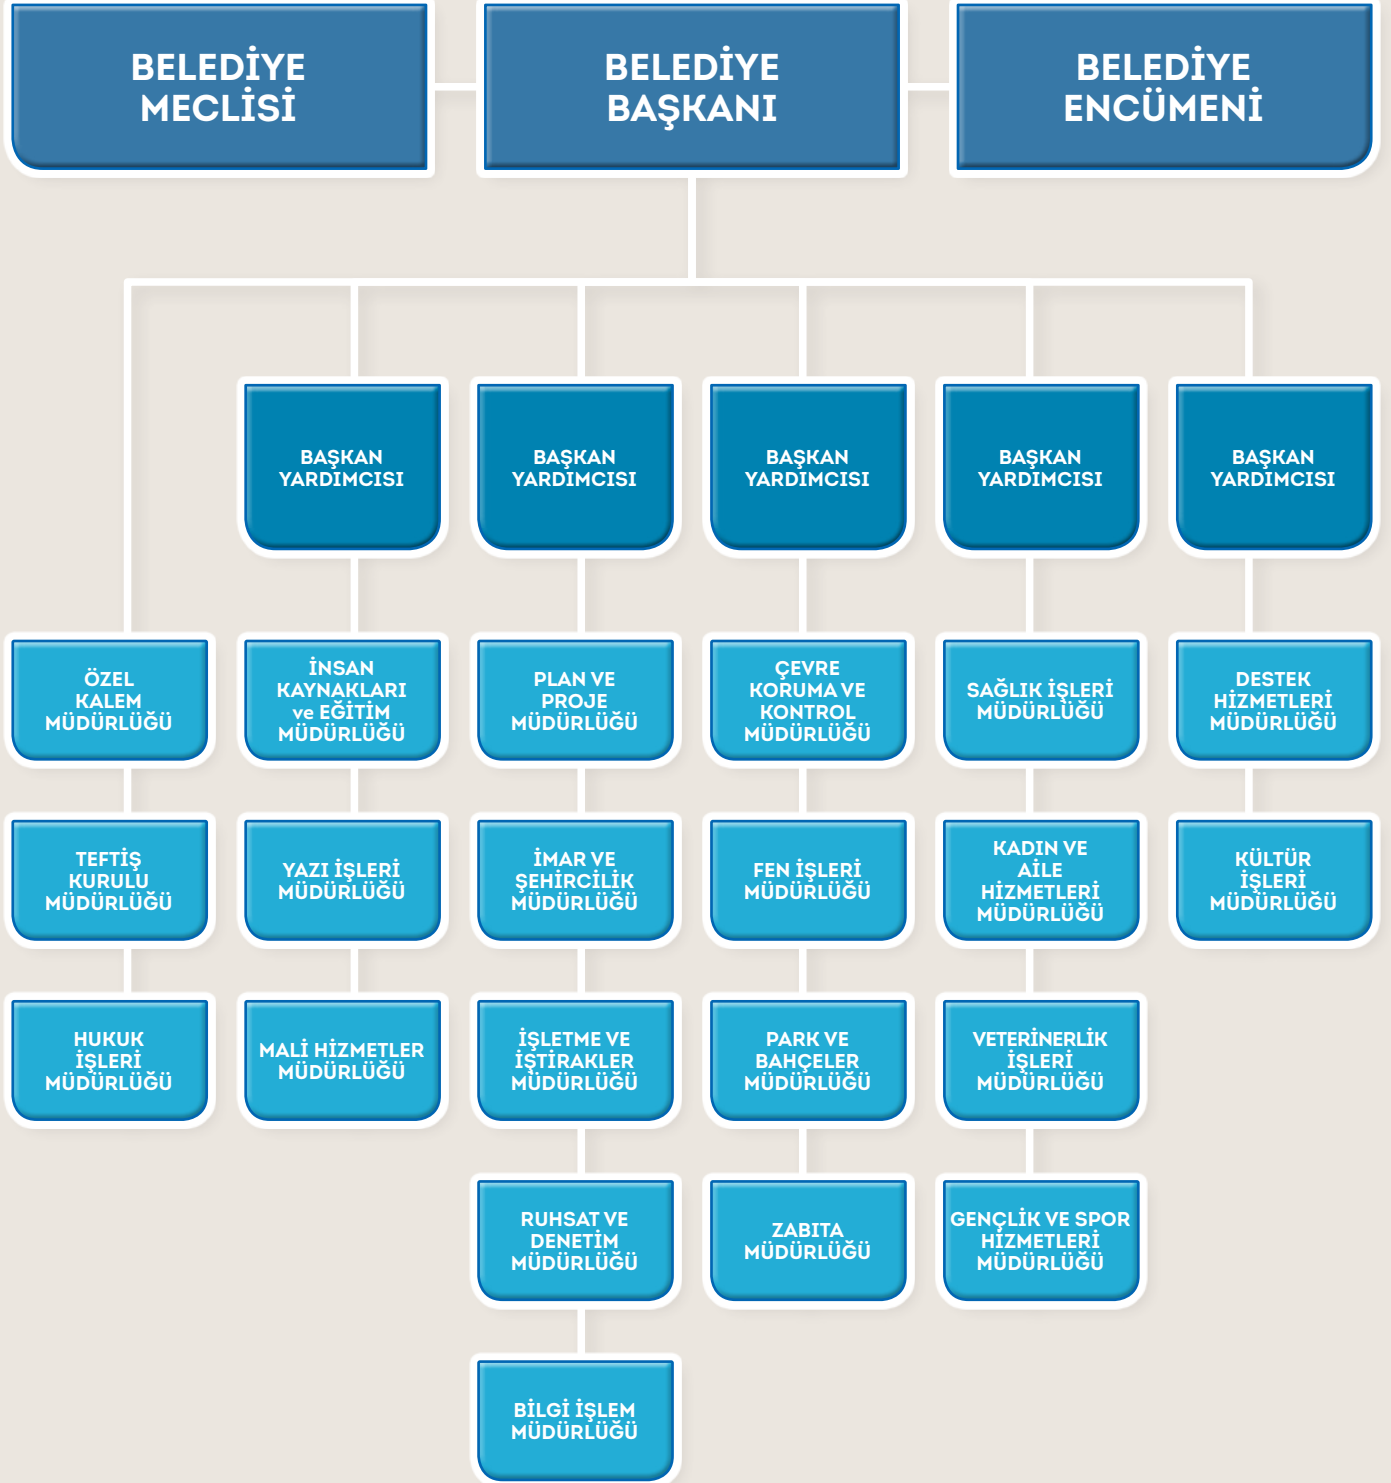 BELEDİYE
MECLİSİ
BELEDİYE
BAŞKANI
BELEDİYE
ENCÜMENİ
BAŞKAN
YARDIMCISI
BAŞKAN
YARDIMCISI
BAŞKAN
YARDIMCISI
BAŞKAN
YARDIMCISI
BAŞKAN
YARDIMCISI
ÖZEL
KALEM
MÜDÜRLÜĞÜ
İNSAN
KAYNAKLARI
ve EĞİTİM
MÜDÜRLÜĞÜ
PLAN VE
PROJE
MÜDÜRLÜĞÜ
ÇEVRE
KORUMA VE
KONTROL
MÜDÜRLÜĞÜ
SAĞLIK İŞLERİ
MÜDÜRLÜĞÜ
DESTEK
HİZMETLERİ
MÜDÜRLÜĞÜ
TEFTİŞ
KURULU
MÜDÜRLÜĞÜ
YAZI İŞLERİ
MÜDÜRLÜĞÜ
İMAR VE
ŞEHİRCİLİK
MÜDÜRLÜĞÜ
FEN İŞLERİ
MÜDÜRLÜĞÜ
KADIN VE
AİLE
HİZMETLERİ
MÜDÜRLÜĞÜ
KÜLTÜR
İŞLERİ
MÜDÜRLÜĞÜ
HUKUK
İŞLERİ
MÜDÜRLÜĞÜ
MALİ HİZMETLER
MÜDÜRLÜĞÜ
İŞLETME VE
İŞTİRAKLER
MÜDÜRLÜĞÜ
PARK VE
BAHÇELER
MÜDÜRLÜĞÜ
VETERİNERLİK
İŞLERİ
MÜDÜRLÜĞÜ
RUHSAT VE
DENETİM
MÜDÜRLÜĞÜ
ZABITA
MÜDÜRLÜĞÜ
GENÇLİK VE SPOR
HİZMETLERİ
MÜDÜRLÜĞÜ
BİLGİ İŞLEM
MÜDÜRLÜĞÜ